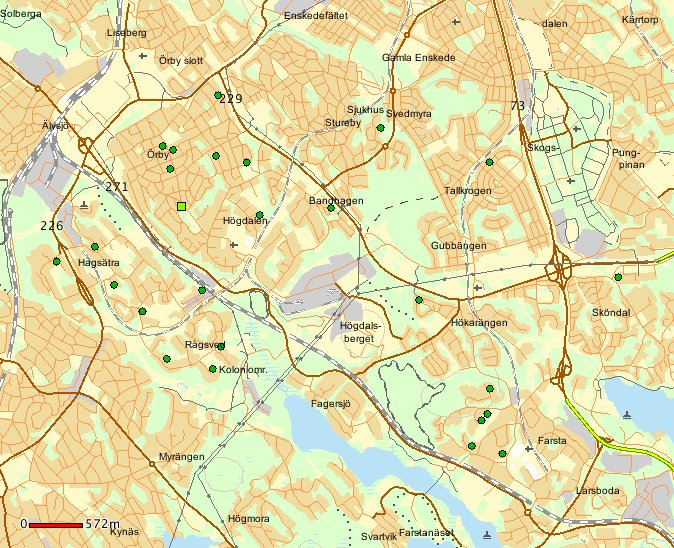 Solberga
Enskedefältet
Kärrtorp
dalen
Liseberg
Örby slott
Gamla Enskede
229
73
Sjukhus
Svedmyra
Stureby
Älvsjö
Skogs-
Örby
Pung-
pinan
271
Tallkrogen
Bandhagen
Högdalen
226
Gubbängen
Hagsätra
Sköndal
Högdals-
berget
Hökarängen
Rågsved
Koloniomr.
Fagersjö
Farsta
Myrängen
Larsboda
Högmora
0 572m
Kynäs
Svartvik
Farstanäset